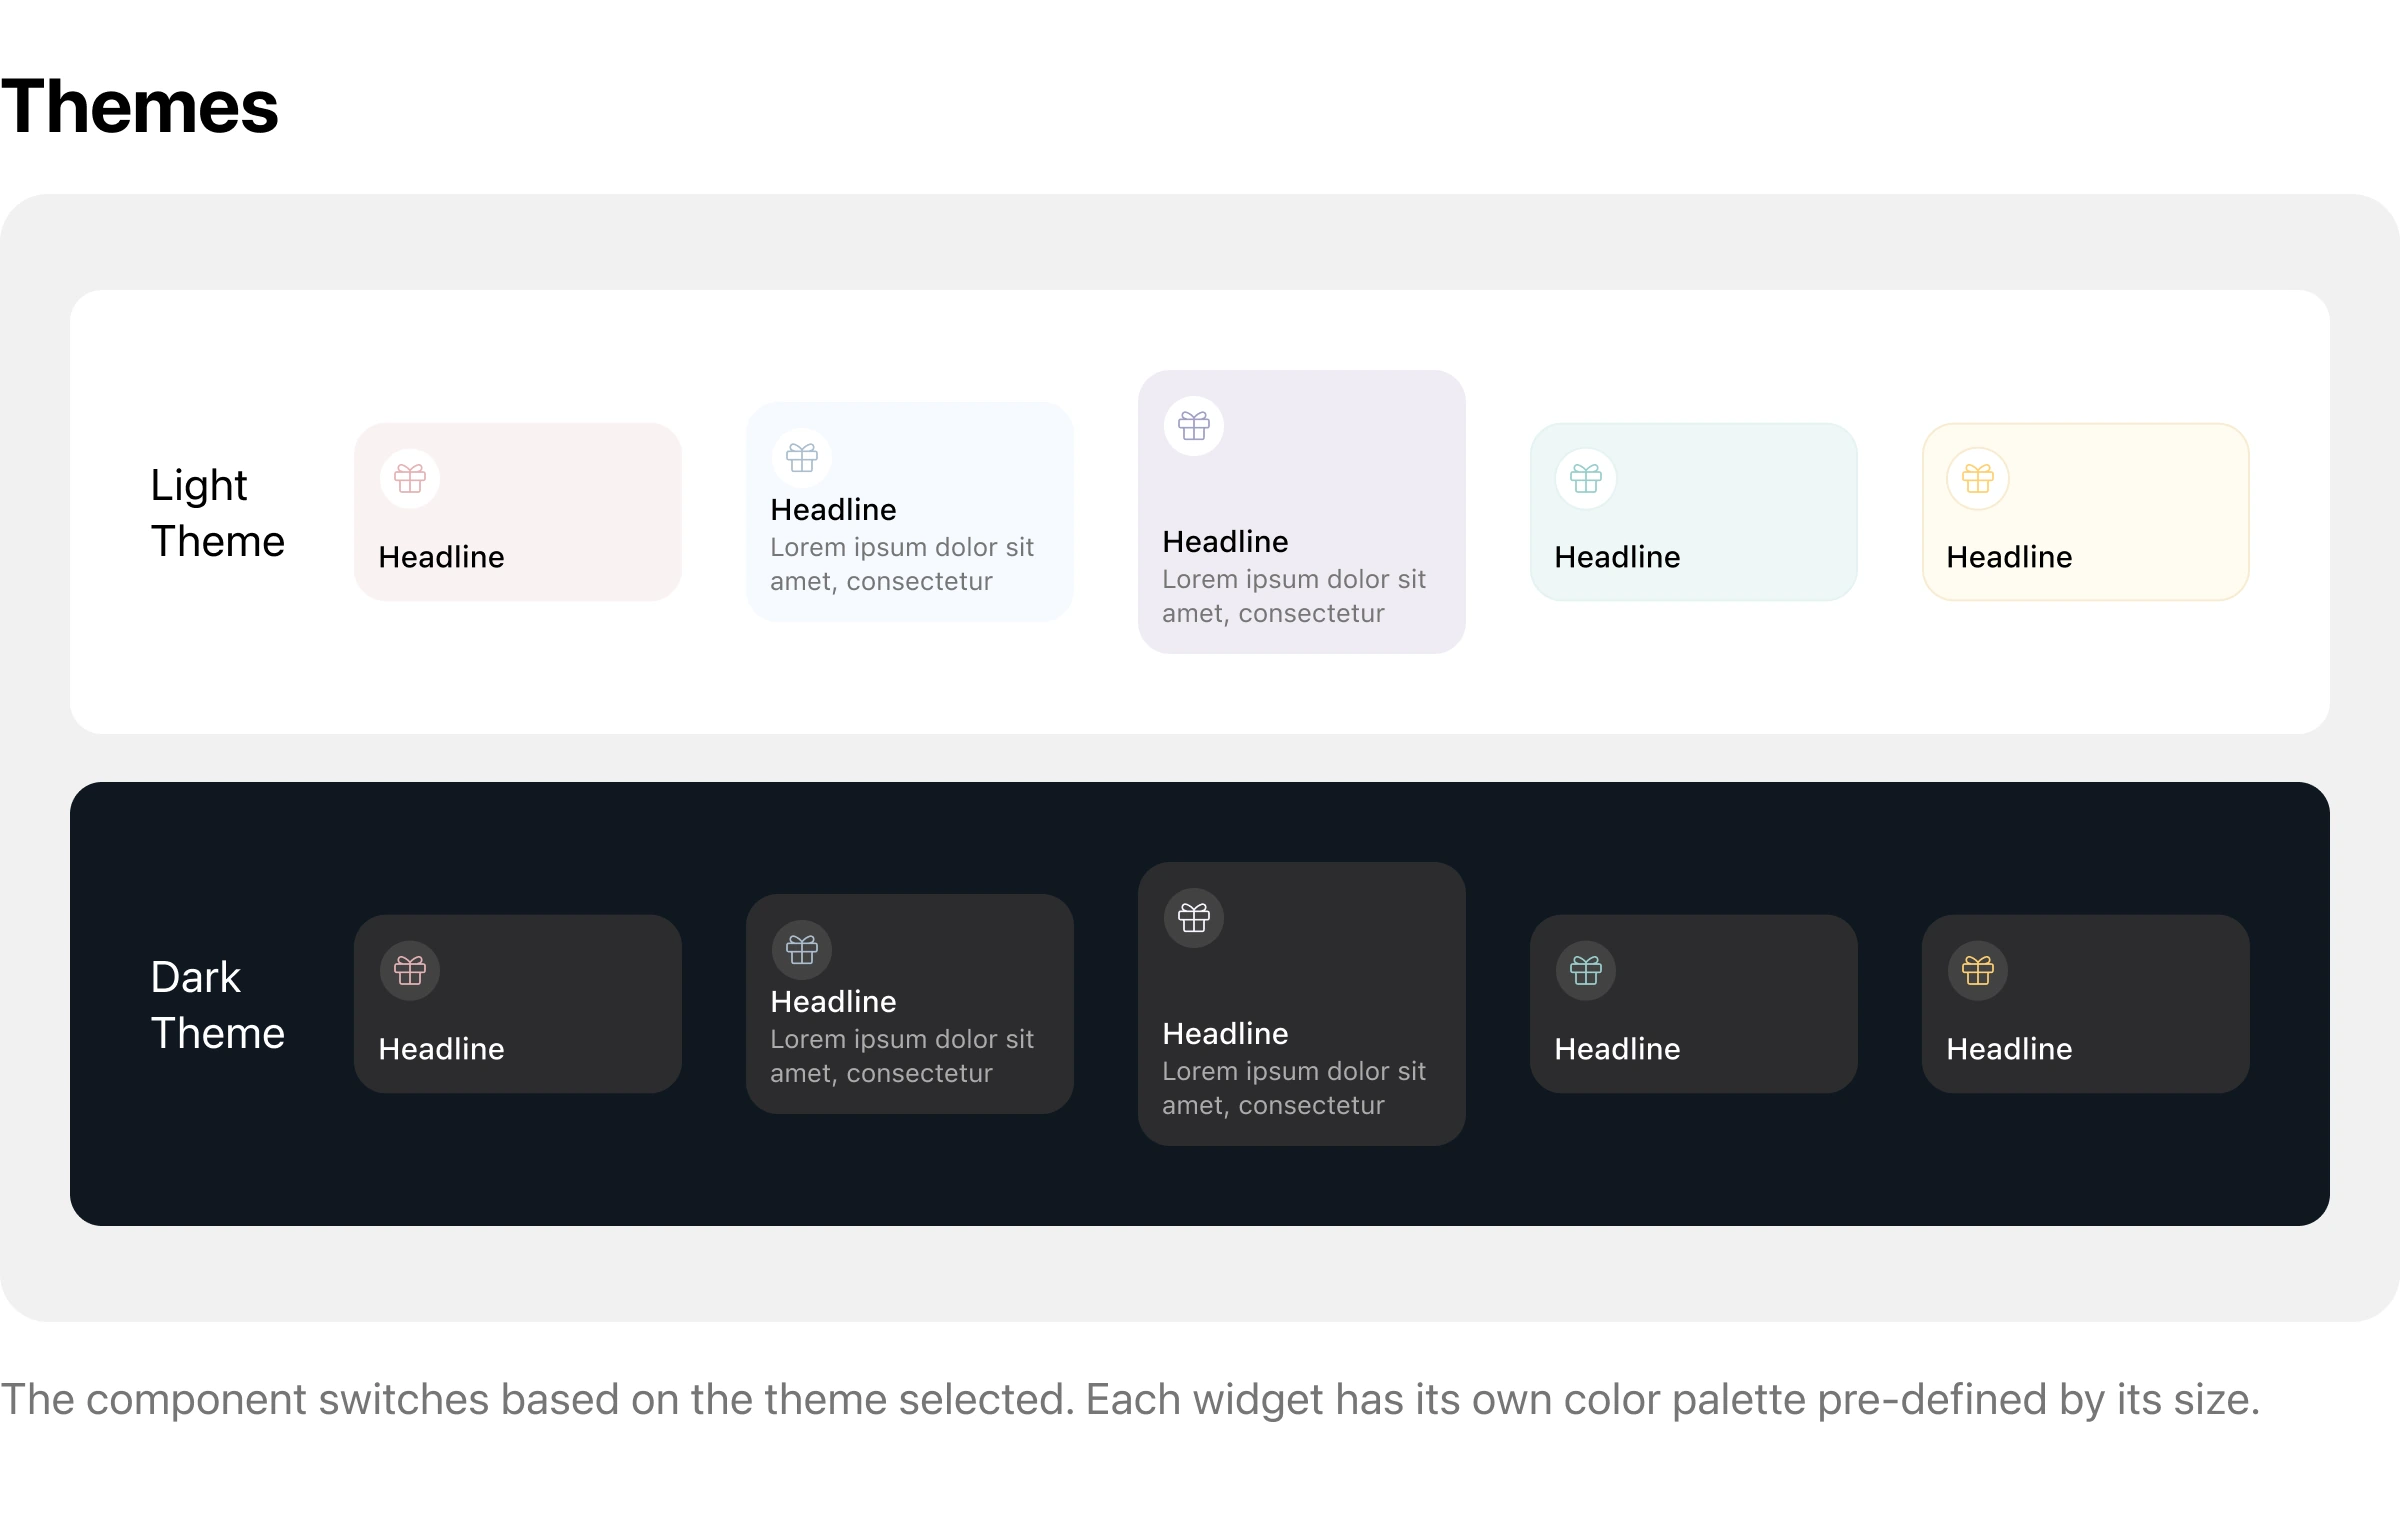 Themes
Light
Theme
Headline
Headline
Lorem ipsum dolor sit
amet, consectetur
Headline
Lorem ipsum dolor sit
amet, consectetur
Headline
Headline
Dark
Theme
Headline
Headline
Lorem ipsum dolor sit
amet, consectetur
Headline
Lorem ipsum dolor sit
amet, consectetur
Headline
Headline
The component switches based on the theme selected. Each widget has its own color palette pre-defined by its size.